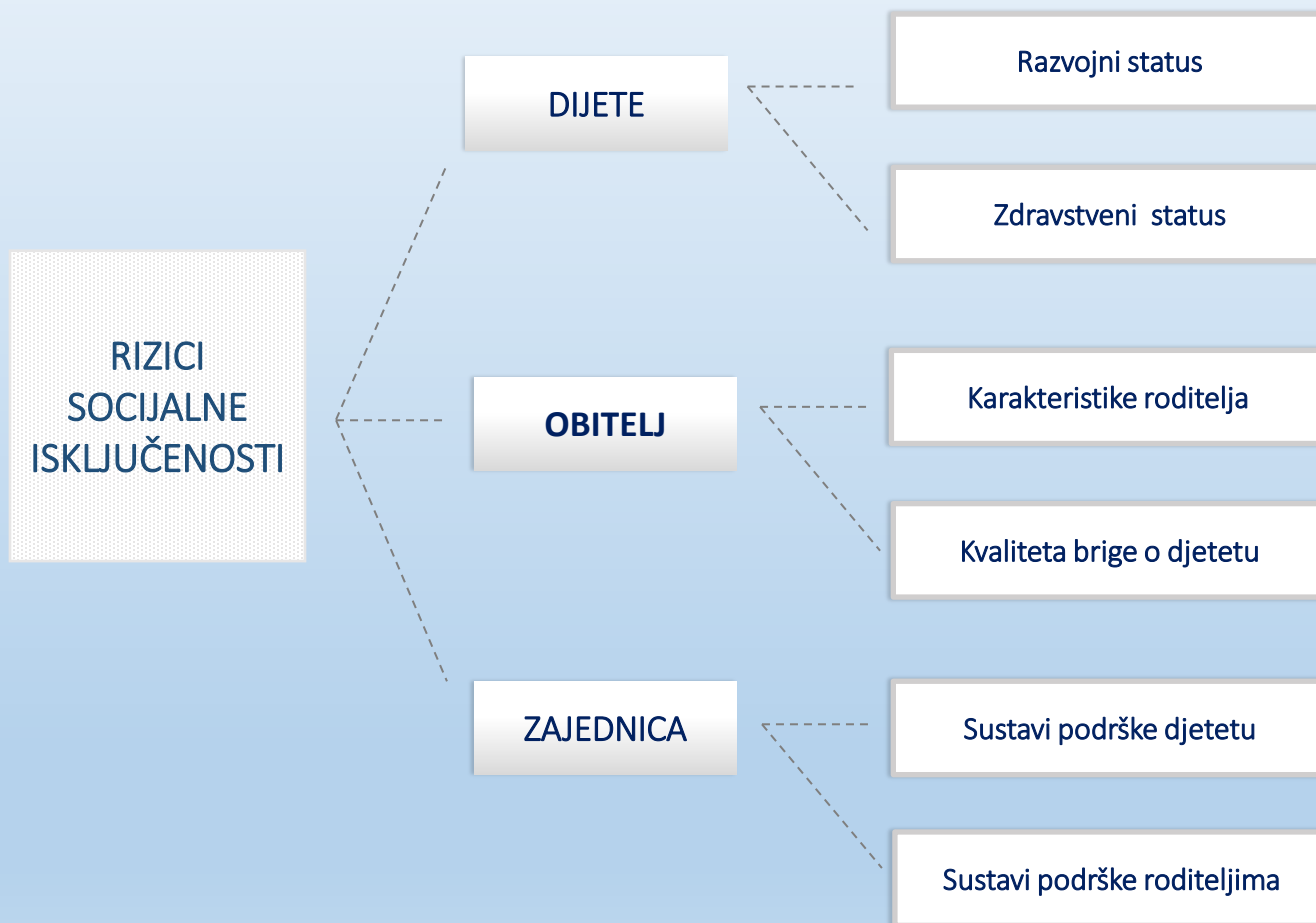 RIZICI
SOCIJALNE
ISKLJUČENOSTI
DIJETE
Razvojni status
Zdravstveni status
OBITELJ
Karakteristike roditelja
Kvaliteta brige o djetetu
ZAJEDNICA
Sustavi podrške djetetu
Sustavi podrške roditeljima